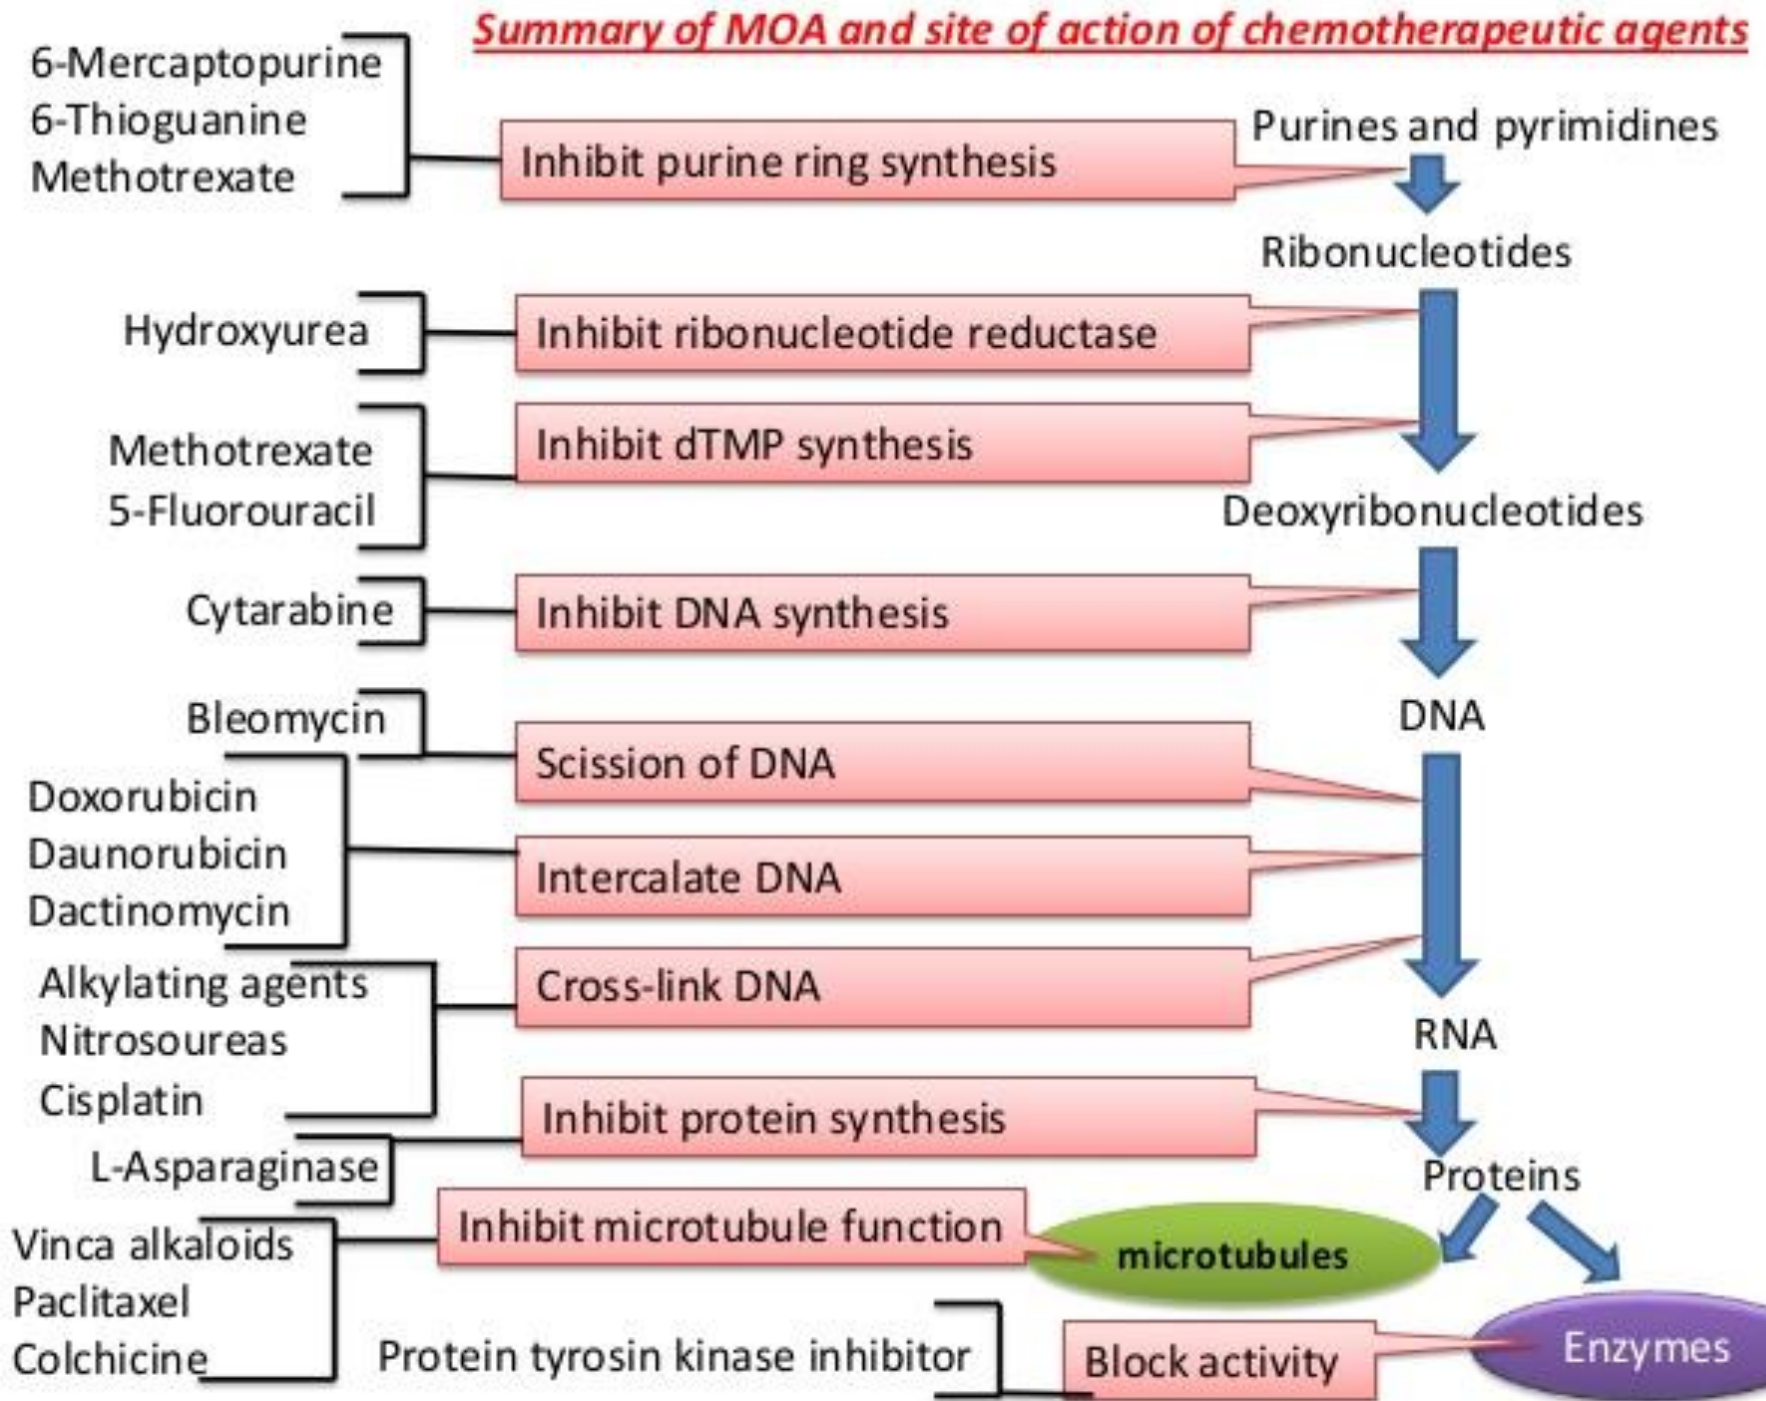 Summary of MOA and site of action of chemotherapeutic agents
6-Mercaptopurine
6-Thioguanine
Methotrexate
Inhibit purine ring synthesis
Purines and pyrimidines
Ribonucleotides
Hydroxyurea
Inhibit ribonucleotide reductase
Methotrexate
5-Fluorouracil
Inhibit dTMP synthesis
Deoxyribonucleotides
Cytarabine
Inhibit DNA synthesis
DNA
Bleomycin
Scission of DNA
Doxorubicin
Daunorubicin
Dactinomycin
Intercalate DNA
Alkylating agents
Nitrosoureas
Cisplatin
Cross-link DNA
RNA
L-Asparaginase
Inhibit protein synthesis
Proteins
Vinca alkaloids
Paclitaxel
Colchicine
Inhibit microtubule function
microtubules
Protein tyrosin kinase inhibitor
Block activity
Enzymes